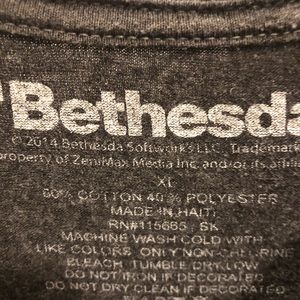 Bethesda
© 2014 Bethesda Softworks LLC. Trademark
property of ZeniMax Media Inc. and/or its affili
XL
60% COTTON 40% POLYESTER
MADE IN HAITI
RN#115665 SK
MACHINE WASH COLD WITH
LIKE COLORS ONLY NON-CHLORINE
BLEACH TUMBLE DRY LOW
DO NOT IRON IF DECORATED
DO NOT DRY CLEAN IF DECORATED